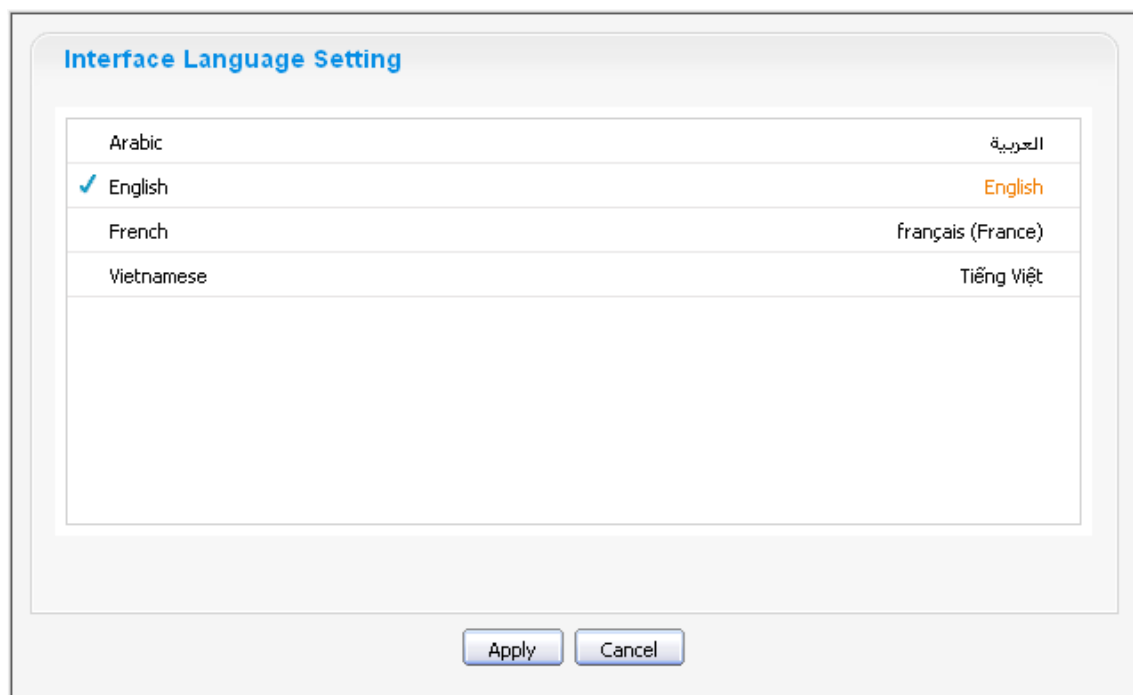 Interface Language Setting
Arabic العربية
English English
French français (France)
Vietnamese Tiếng Việt
Apply Cancel